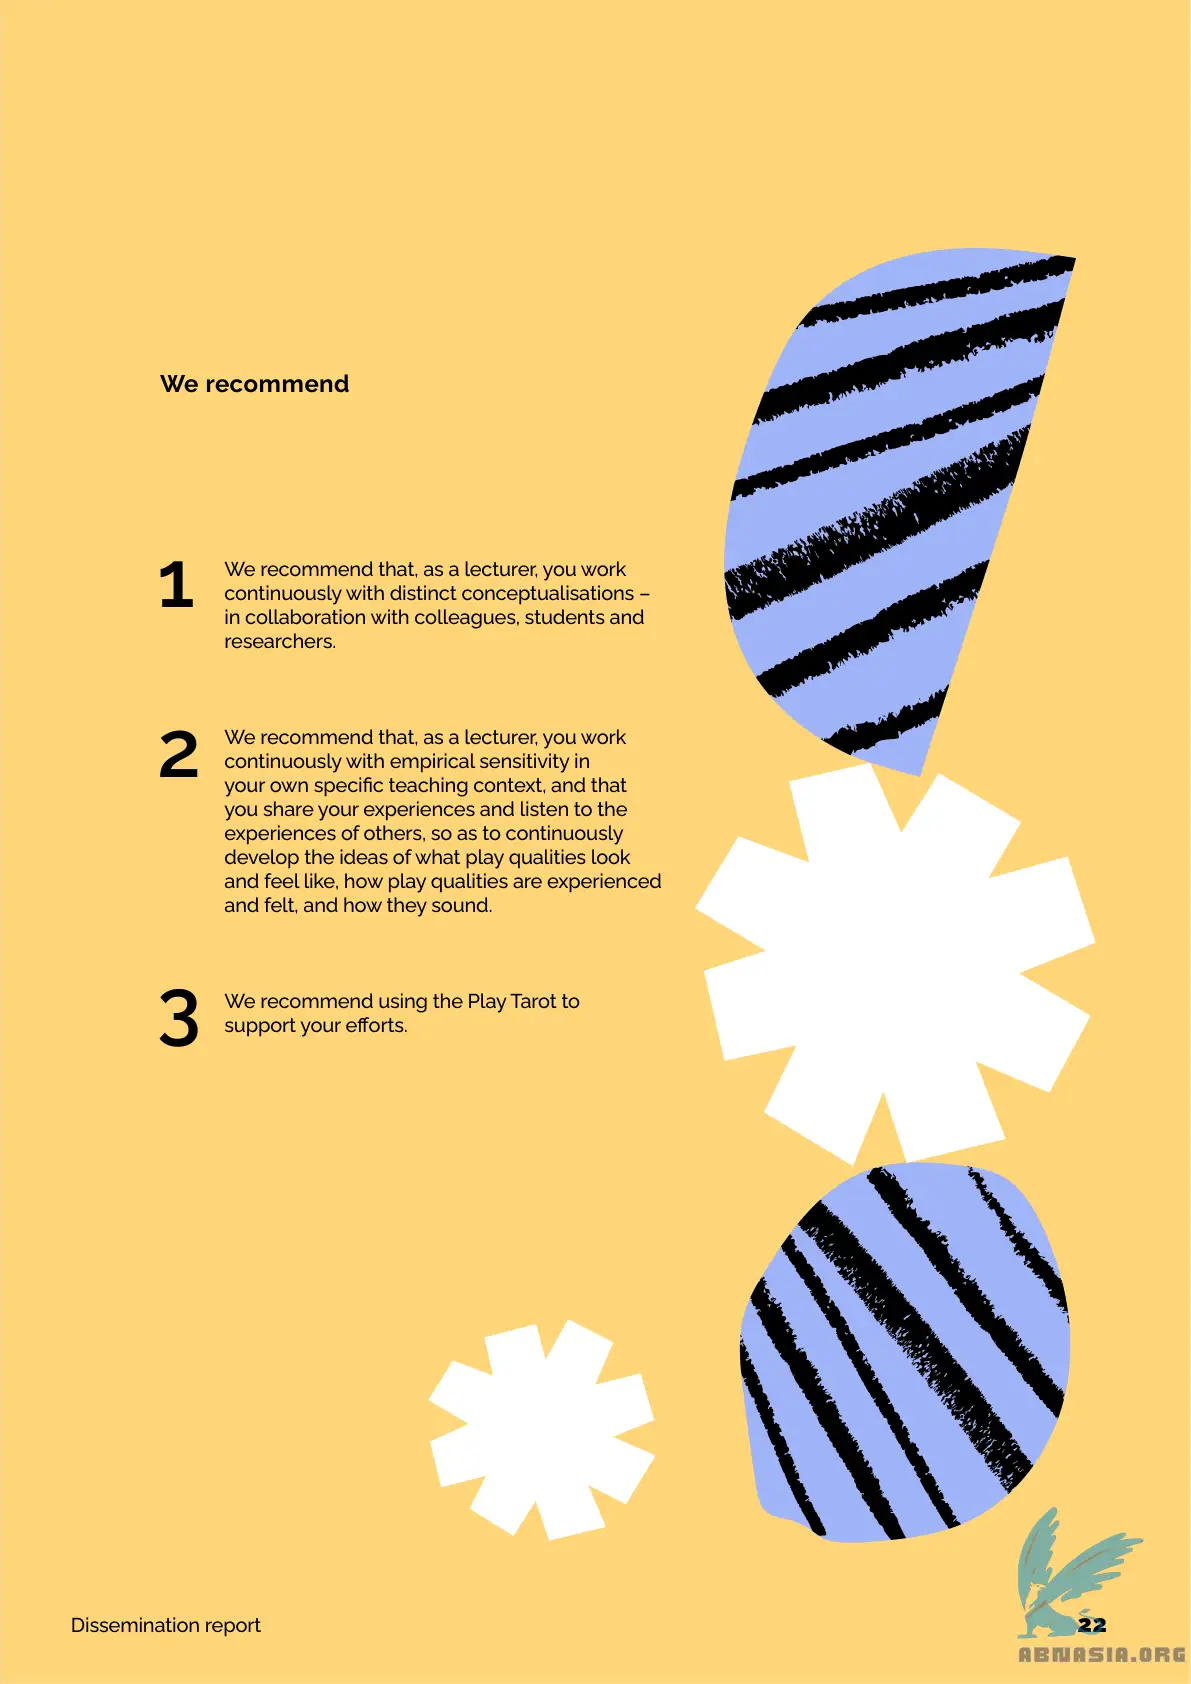 We recommend
1
We recommend that, as a lecturer, you work
continuously with distinct conceptualisations –
in collaboration with colleagues, students and
researchers.
2
We recommend that, as a lecturer, you work
continuously with empirical sensitivity in
your own specific teaching context, and that
you share your experiences and listen to the
experiences of others, so as to continuously
develop the ideas of what play qualities look
and feel like, how play qualities are experienced
and felt, and how they sound.
3
We recommend using the Play Tarot to
support your efforts.
Dissemination report
22
ABNASIA.ORG